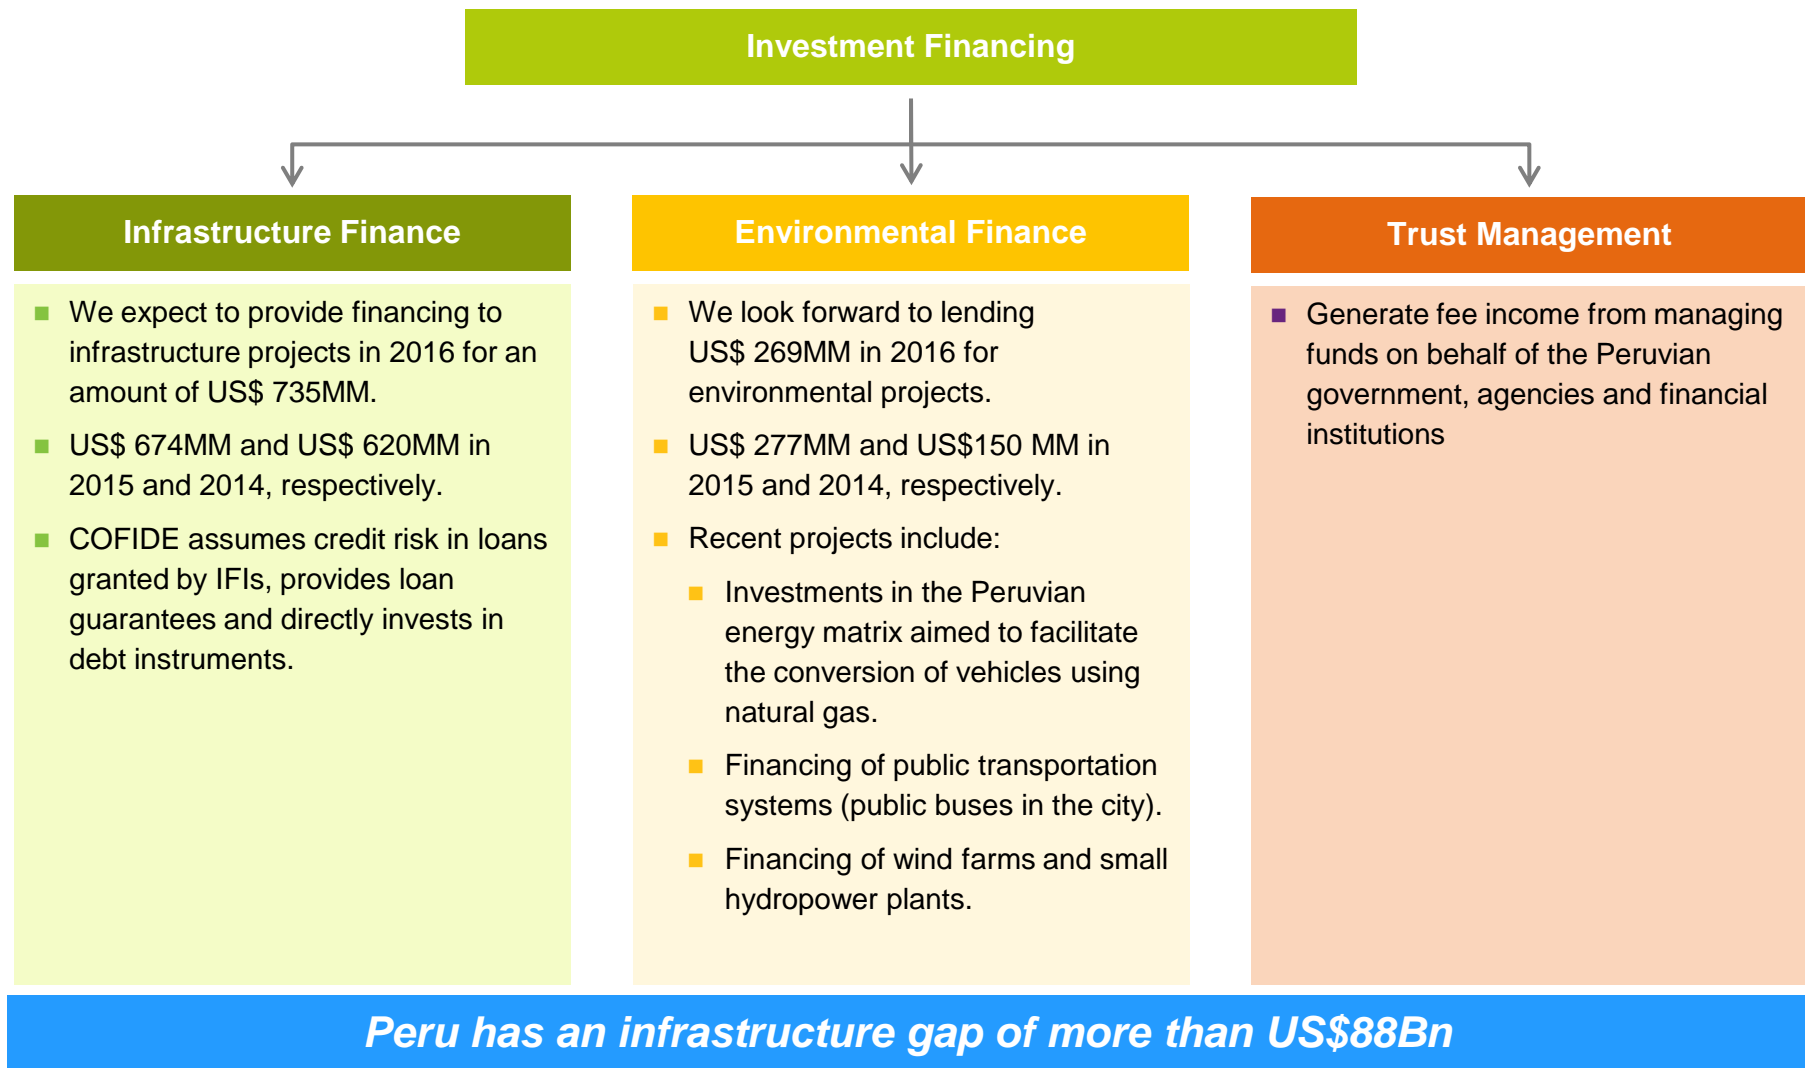 Investment Financing
Infrastructure Finance
■ We expect to provide financing to
infrastructure projects in 2016 for an
amount of US$ 735MM.
■ US$ 674MM and US$ 620MM in
2015 and 2014, respectively.
■ COFIDE assumes credit risk in loans
granted by IFIs, provides loan
guarantees and directly invests in
debt instruments.
Environmental Finance
■ We look forward to lending
US$ 269MM in 2016 for
environmental projects.
■ US$ 277MM and US$150 MM in
2015 and 2014, respectively.
■ Recent projects include:
■ Investments in the Peruvian
energy matrix aimed to facilitate
the conversion of vehicles using
natural gas.
■ Financing of public transportation
systems (public buses in the city).
■ Financing of wind farms and small
hydropower plants.
Trust Management
■ Generate fee income from managing
funds on behalf of the Peruvian
government, agencies and financial
institutions
Peru has an infrastructure gap of more than US$88Bn